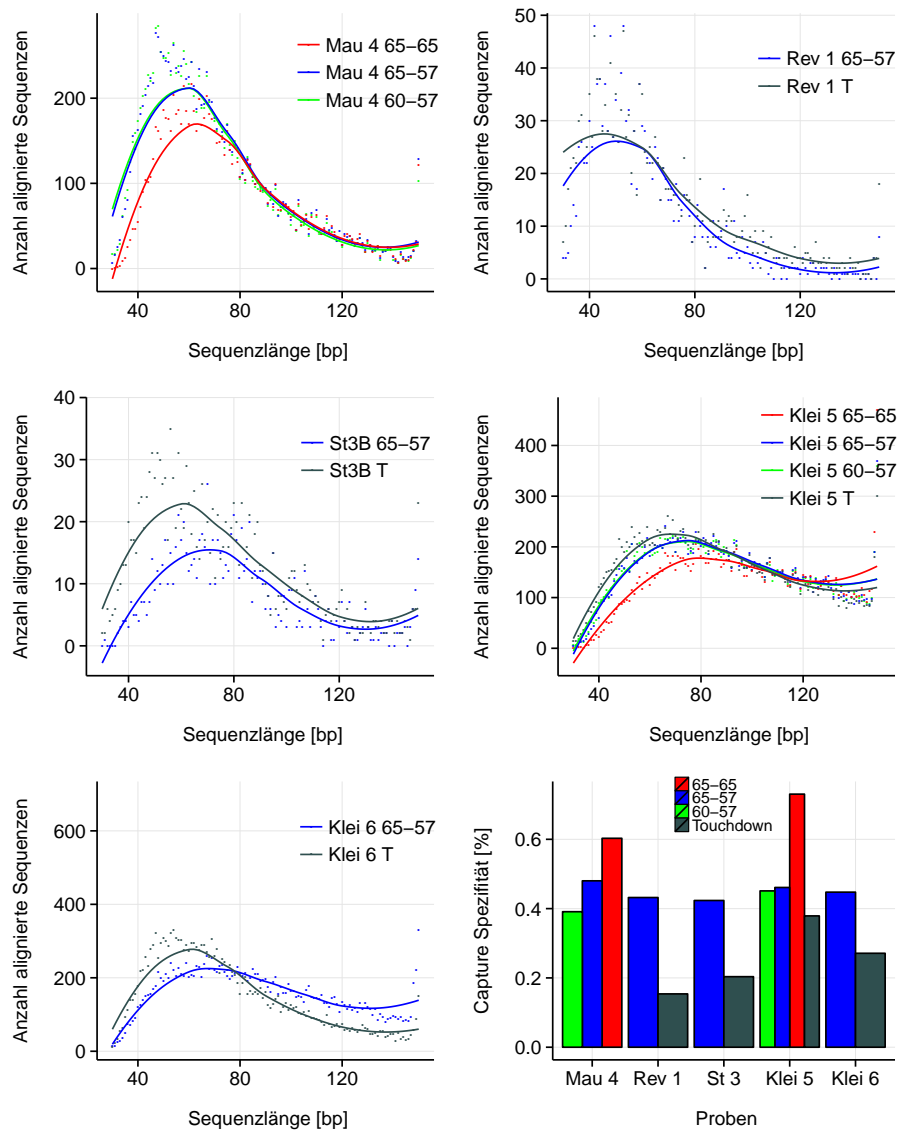 Anzahl alignierte Sequenzen
200
100
0
Mau 4 65−65
Mau 4 65−57
Mau 4 60−57
40 80 120
Sequenzlänge [bp]
Anzahl alignierte Sequenzen
50
40
30
20
10
0
Rev 1 65−57
Rev 1 T
40 80 120
Sequenzlänge [bp]
Anzahl alignierte Sequenzen
40
30
20
10
0
St3B 65−57
St3B T
40 80 120
Sequenzlänge [bp]
Anzahl alignierte Sequenzen
400
300
200
100
0
Klei 5 65−65
Klei 5 65−57
Klei 5 60−57
Klei 5 T
40 80 120
Sequenzlänge [bp]
Anzahl alignierte Sequenzen
600
400
200
0
Klei 6 65−57
Klei 6 T
40 80 120
Sequenzlänge [bp]
Capture Spezifität [%]
0.6
0.4
0.2
0.0
65−65
65−57
60−57
Touchdown
Mau 4 Rev 1 St 3 Klei 5 Klei 6
Proben